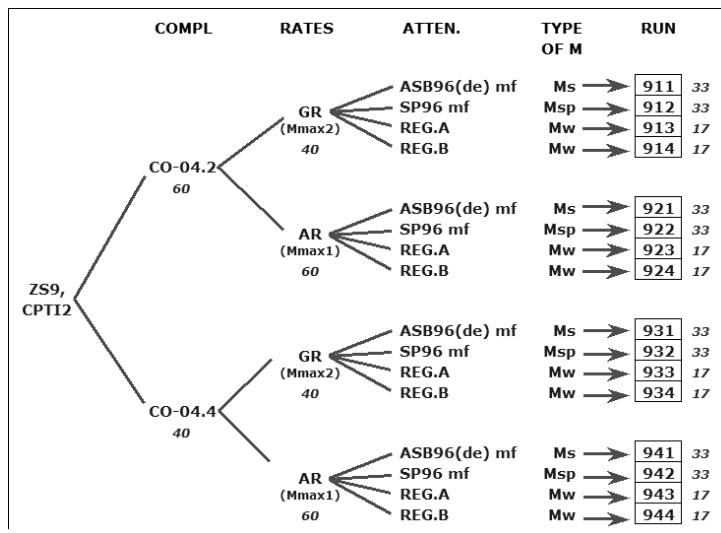 COMPL RATES ATTEN. TYPE OF M RUN
ASB96(de) mf Ms 911 33
GR SP96 mf Msp 912 33
(Mmax2) REG.A Mw 913 17
40 REG.B Mw 914 17
CO-04.2
60
ASB96(de) mf Ms 921 33
AR SP96 mf Msp 922 33
(Mmax1) REG.A Mw 923 17
60 REG.B Mw 924 17
ZS9,
CPTI2
ASB96(de) mf Ms 931 33
GR SP96 mf Msp 932 33
(Mmax2) REG.A Mw 933 17
40 REG.B Mw 934 17
CO-04.4
40
ASB96(de) mf Ms 941 33
AR SP96 mf Msp 942 33
(Mmax1) REG.A Mw 943 17
60 REG.B Mw 944 17